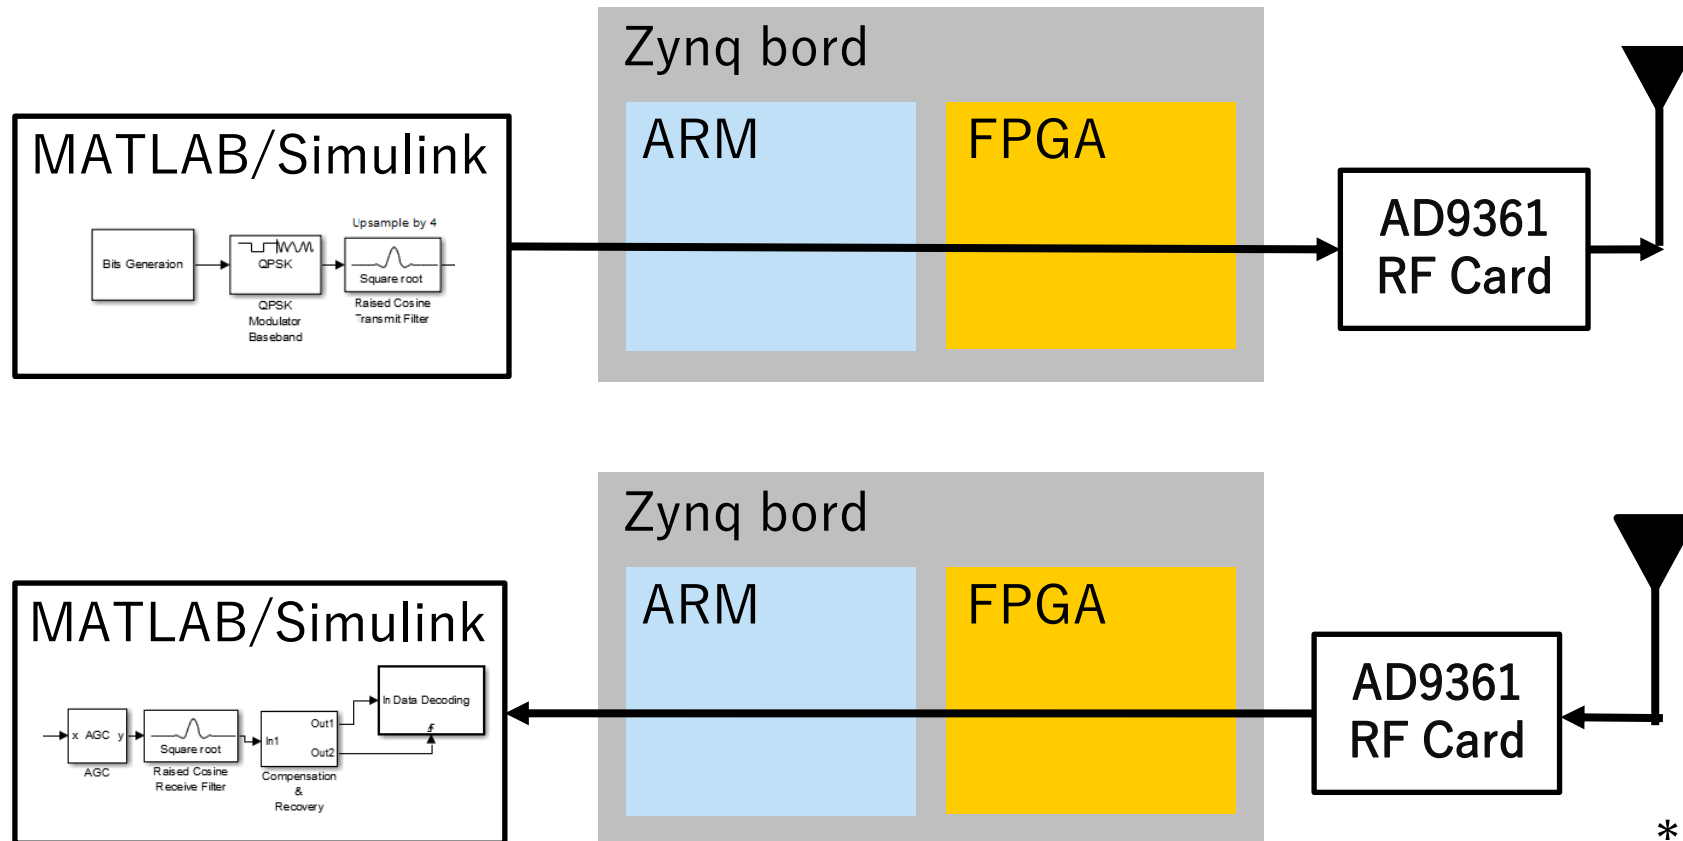 Zynq bord
ARM
FPGA
MATLAB/Simulink
Upsample by 4
Bits Generation
QPSK
Square root
QPSK
Modulator
Baseband
Raised Cosine
Transmit Filter
AD9361
RF Card
Zynq bord
ARM
FPGA
MATLAB/Simulink
x AGC y
AGC
Square root
Raised Cosine
Receive Filter
In1
Out1
Out2
Compensation
&
Recovery
In Data Decoding
AD9361
RF Card
*